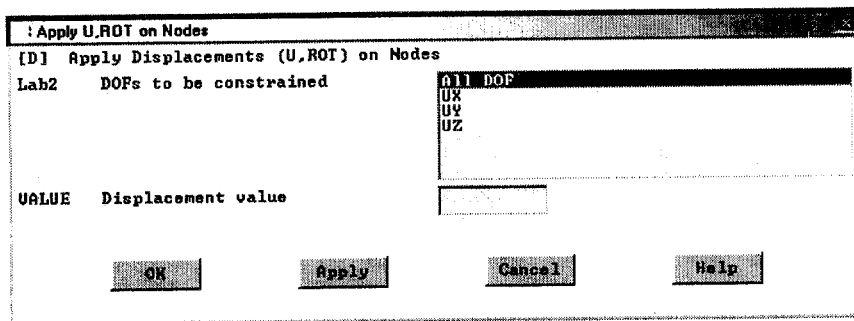 Apply U,ROT on Nodes
[D] Apply Displacements (U,ROT) on Nodes
Lab2 DOFs to be constrained
All DOF
UX
UY
UZ
VALUE Displacement value
OK Apply Cancel Help